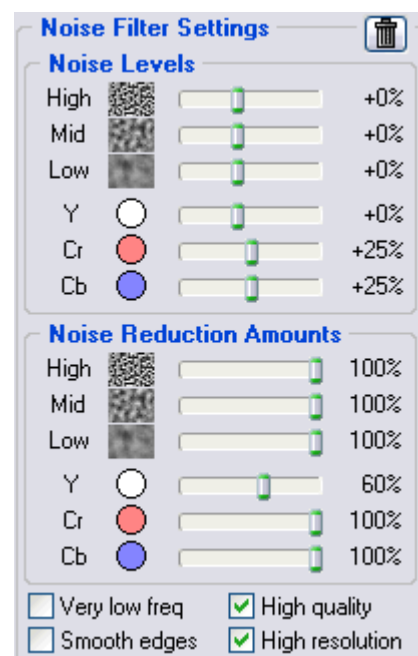 Noise Filter Settings
Noise Levels
High +0%
Mid +0%
Low +0%
Y +0%
Cr +25%
Cb +25%
Noise Reduction Amounts
High 100%
Mid 100%
Low 100%
Y 60%
Cr 100%
Cb 100%
Very low freq High quality
Smooth edges High resolution